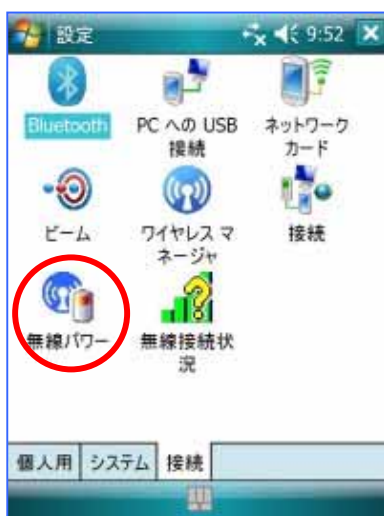 設定 9:52
Bluetooth
PC への USB
接続
ネットワーク
カード
ビーム
ワイヤレス マ
ネージャ
接続
無線パワー
無線接続状
況
個人用 システム 接続